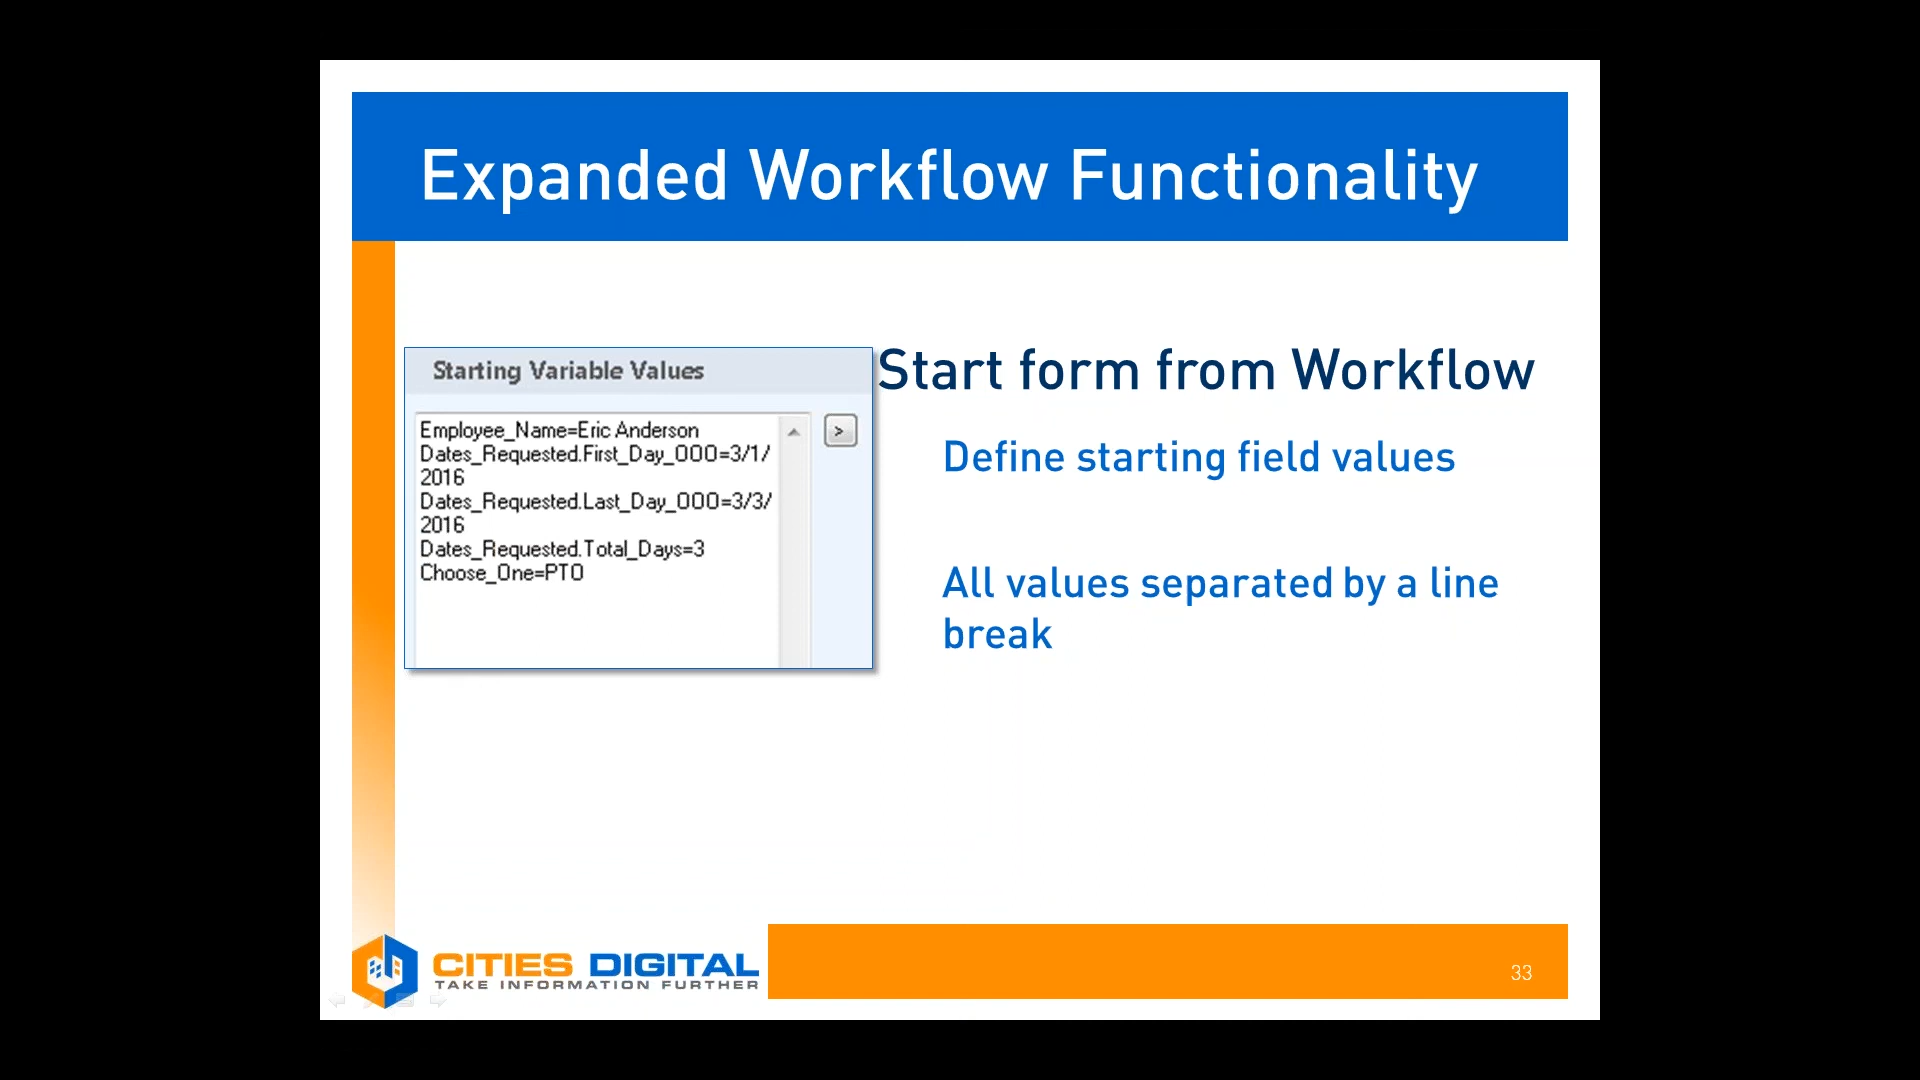 Expanded Workflow Functionality
Starting Variable Values
Employee_Name=Eric Anderson
Dates_Requested.First_Day_OOO=3/1/
2016
Dates_Requested.Last_Day_OOO=3/3/
2016
Dates_Requested.Total_Days=3
Choose_One=PTO
>
Start form from Workflow
Define starting field values
All values separated by a line
break
CITIES DIGITAL
TAKE INFORMATION FURTHER
33